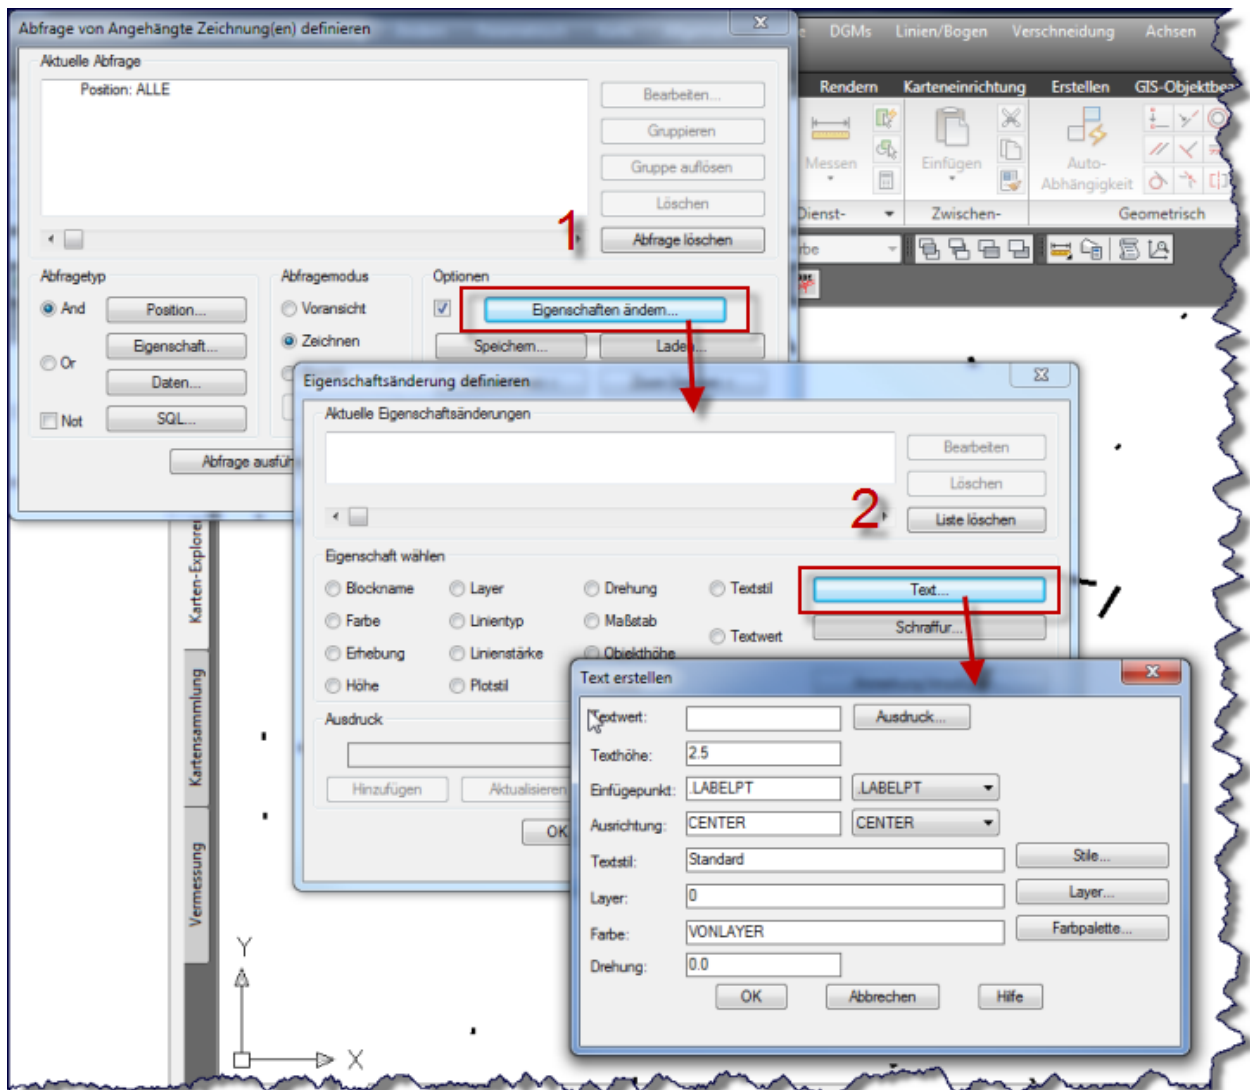 Abfrage von Angehängte Zeichnung(en) definieren
Aktuelle Abfrage
Position: ALLE
Bearbeiten...
Gruppieren
Gruppe auflösen
Löschen
1
Abfrage löschen
Abfragetyp
And
Or
Not
Position...
Eigenschaft...
Daten...
SQL...
Abfragemodus
Voransicht
Zeichnen
Optionen
Eigenschaften ändern...
Speichern...
Laden...
Abfrage ausfüh
DGMs Linien/Bogen Verschneidung Achsen
Rendern Karteneinrichtung Erstellen GIS-Objektbea
Messen
Einfügen
Auto-
Abhängigkeit
Dienst- Zwischen- Geometrisch
rbe
Eigenschaftsänderung definieren
Aktuelle Eigenschaftsänderungen
Bearbeiten
Löschen
2
Liste löschen
Eigenschaft wählen
Blockname Layer Drehung Textstil Text...
Farbe Linientyp Maßstab Textwert Schraffur...
Erhebung Linienstärke Objekthöhe
Höhe Plotstil
Ausdruck
Hinzufügen Aktualisieren
OK
Text erstellen
Textwert: Ausdruck...
Texthöhe: 2.5
Einfügepunkt: .LABELPT .LABELPT
Ausrichtung: CENTER CENTER
Textstil: Standard Stile...
Layer: 0 Layer...
Farbe: VONLAYER Farbpalette...
Drehung: 0.0
OK Abbrechen Hilfe
Karten-Explorer
Kartensammlung
Vermessung
Y
X